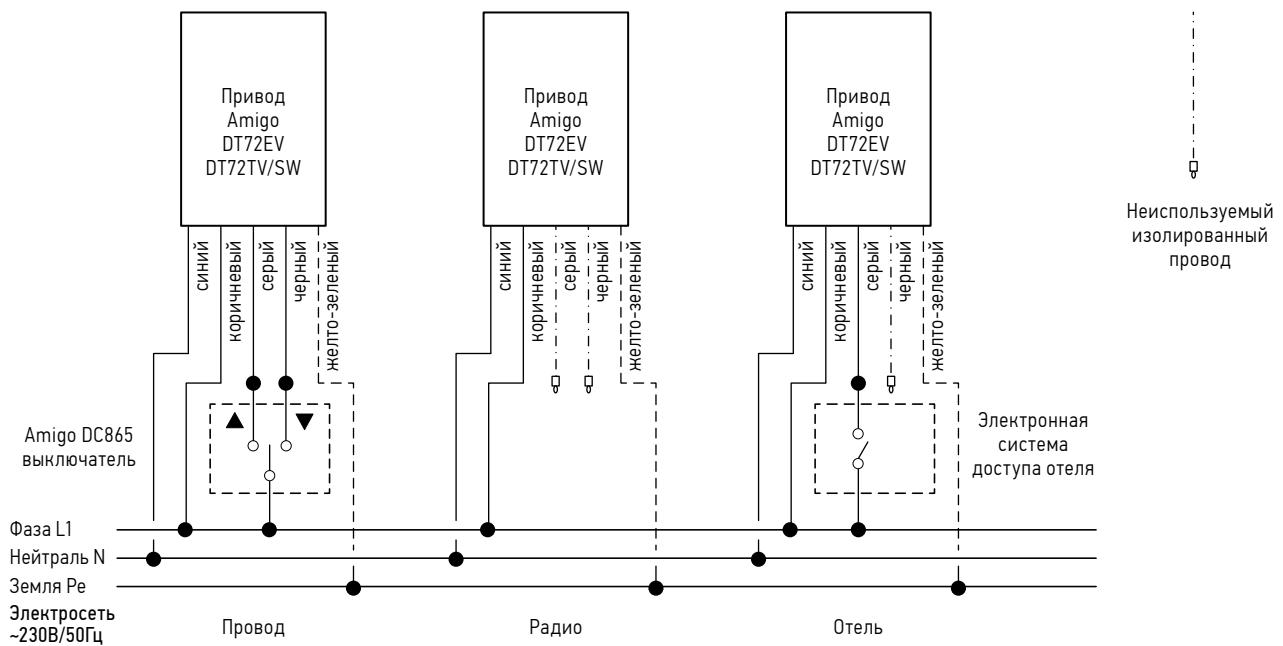 Привод
Amigo
DT72EV
DT72TV/SW
Привод
Amigo
DT72EV
DT72TV/SW
Привод
Amigo
DT72EV
DT72TV/SW
Неиспользуемый
изолированный
провод
синий
коричневый
серый
черный
желто-зеленый
синий
коричневый
серый
черный
желто-зеленый
синий
коричневый
серый
черный
желто-зеленый
Amigo DC865
выключатель
Электронная
система
доступа отеля
Фаза L1
Нейтраль N
Земля Pe
Электросеть
~230В/50Гц
Провод
Радио
Отель